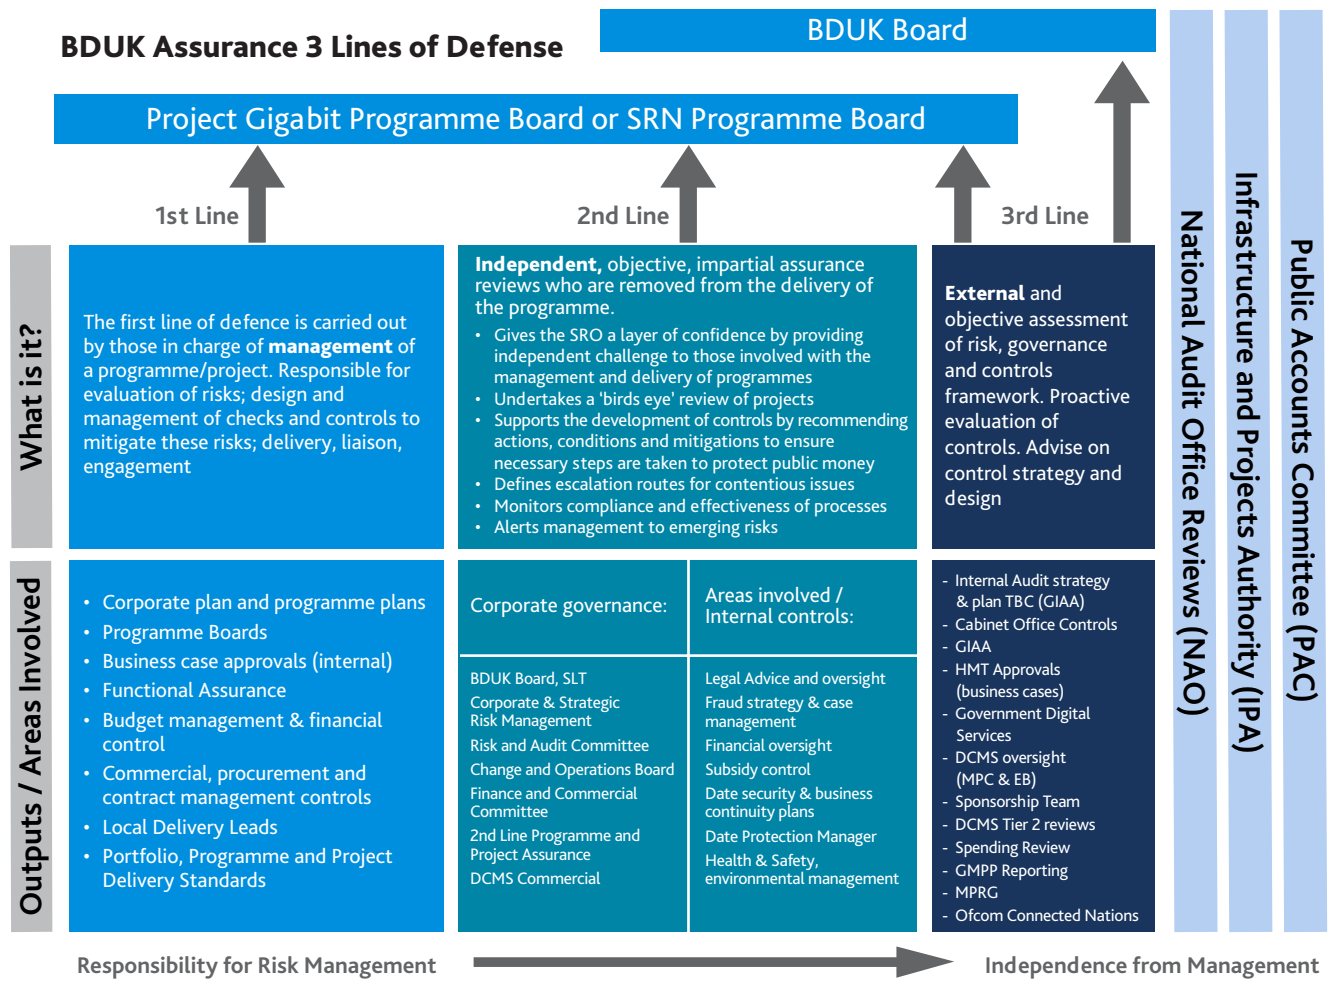 BDUK Assurance 3 Lines of Defense
BDUK Board
Project Gigabit Programme Board or SRN Programme Board
1st Line
2nd Line
3rd Line
What is it?
The first line of defence is carried out
by those in charge of management of
a programme/project. Responsible for
evaluation of risks; design and
management of checks and controls to
mitigate these risks; delivery, liaison,
engagement
Independent, objective, impartial assurance
reviews who are removed from the delivery of
the programme.
• Gives the SRO a layer of confidence by providing
independent challenge to those involved with the
management and delivery of programmes
• Undertakes a 'birds eye' review of projects
• Supports the development of controls by recommending
actions, conditions and mitigations to ensure
necessary steps are taken to protect public money
• Defines escalation routes for contentious issues
• Monitors compliance and effectiveness of processes
• Alerts management to emerging risks
External and
objective assessment
of risk, governance
and controls
framework. Proactive
evaluation of
controls. Advise on
control strategy and
design
Outputs / Areas Involved
• Corporate plan and programme plans
• Programme Boards
• Business case approvals (internal)
• Functional Assurance
• Budget management & financial
control
• Commercial, procurement and
contract management controls
• Local Delivery Leads
• Portfolio, Programme and Project
Delivery Standards
Corporate governance:
BDUK Board, SLT
Corporate & Strategic
Risk Management
Risk and Audit Committee
Change and Operations Board
Finance and Commercial
Committee
2nd Line Programme and
Project Assurance
DCMS Commercial
Areas involved /
Internal controls:
Legal Advice and oversight
Fraud strategy & case
management
Financial oversight
Subsidy control
Date security & business
continuity plans
Date Protection Manager
Health & Safety,
environmental management
- Internal Audit strategy
& plan TBC (GIAA)
- Cabinet Office Controls
- GIAA
- HMT Approvals
(business cases)
- Government Digital
Services
- DCMS oversight
(MPC & EB)
- Sponsorship Team
- DCMS Tier 2 reviews
- Spending Review
- GMPP Reporting
- MPRG
- Ofcom Connected Nations
National Audit Office Reviews (NAO)
Infrastructure and Projects Authority (IPA)
Public Accounts Committee (PAC)
Responsibility for Risk Management
Independence from Management